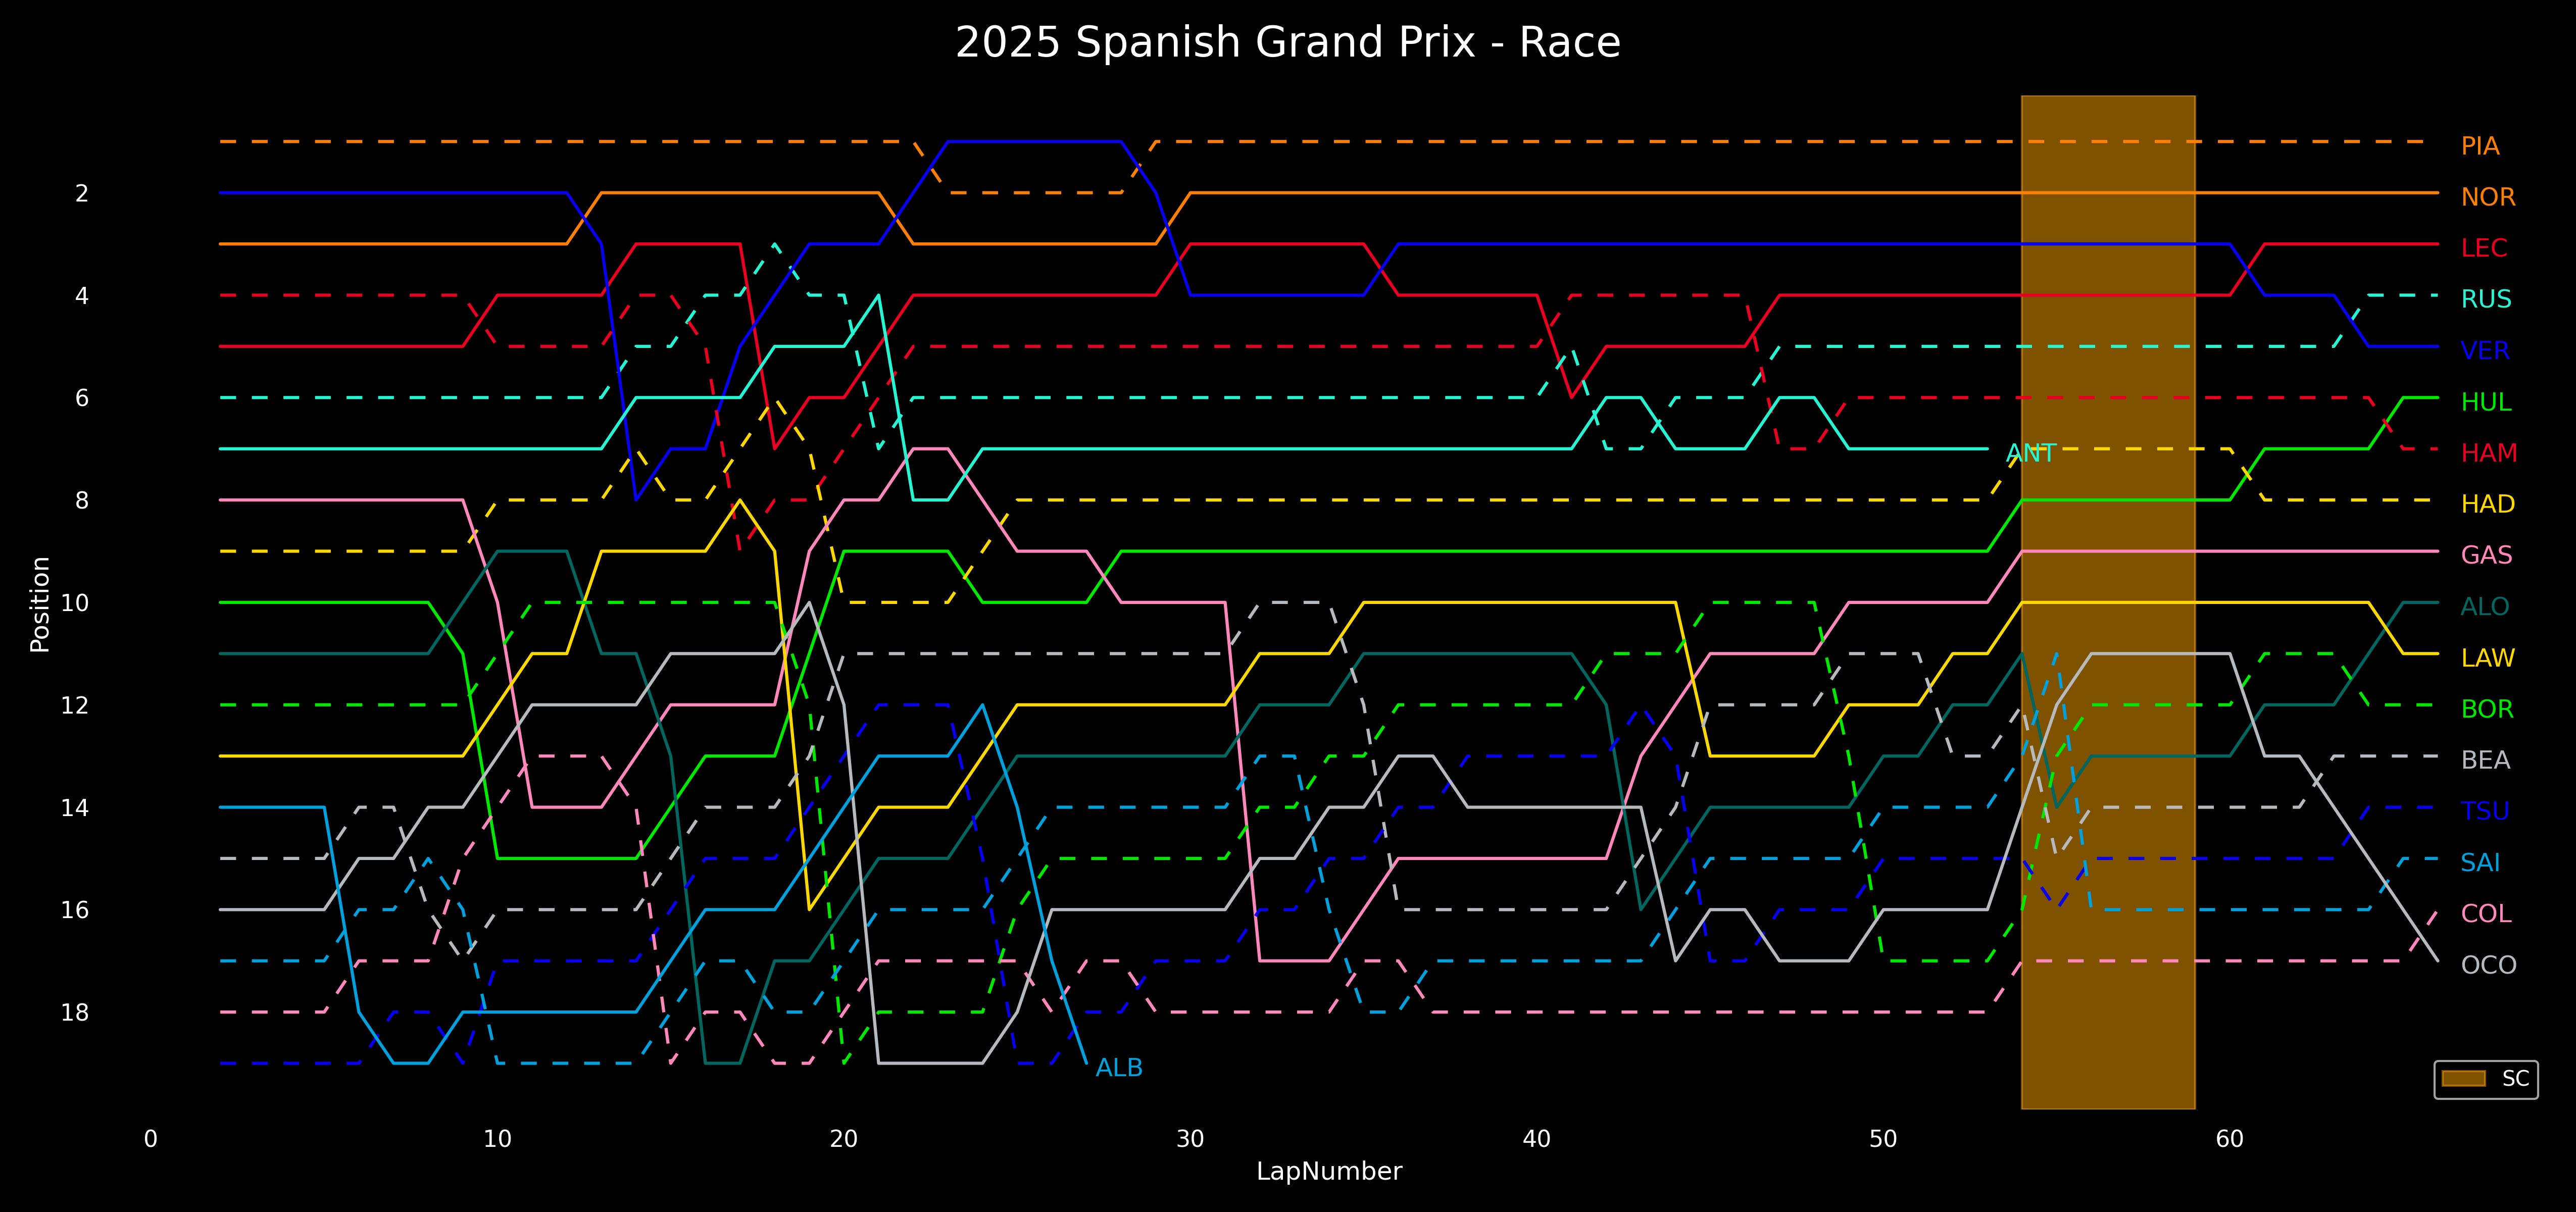 2025 Spanish Grand Prix - Race
Position
2
4
6
8
10
12
14
16
18
PIA
NOR
LEC
RUS
VER
HUL
HAM
ANT
HAD
GAS
ALO
LAW
BOR
BEA
TSU
SAI
COL
OCO
ALB
SC
0 10 20 30 40 50 60
LapNumber